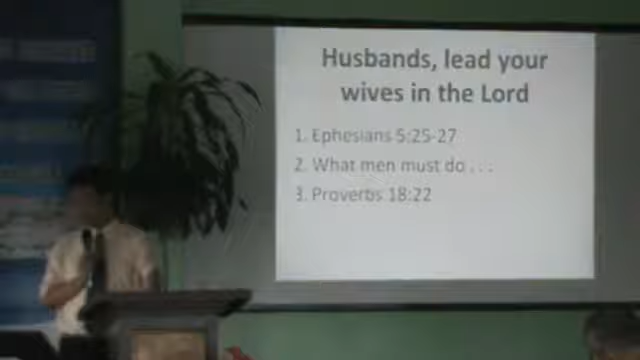 Husbands, lead your
wives in the Lord
1. Ephesians 5:25-27
2. What men must do . . .
3. Proverbs 18:22